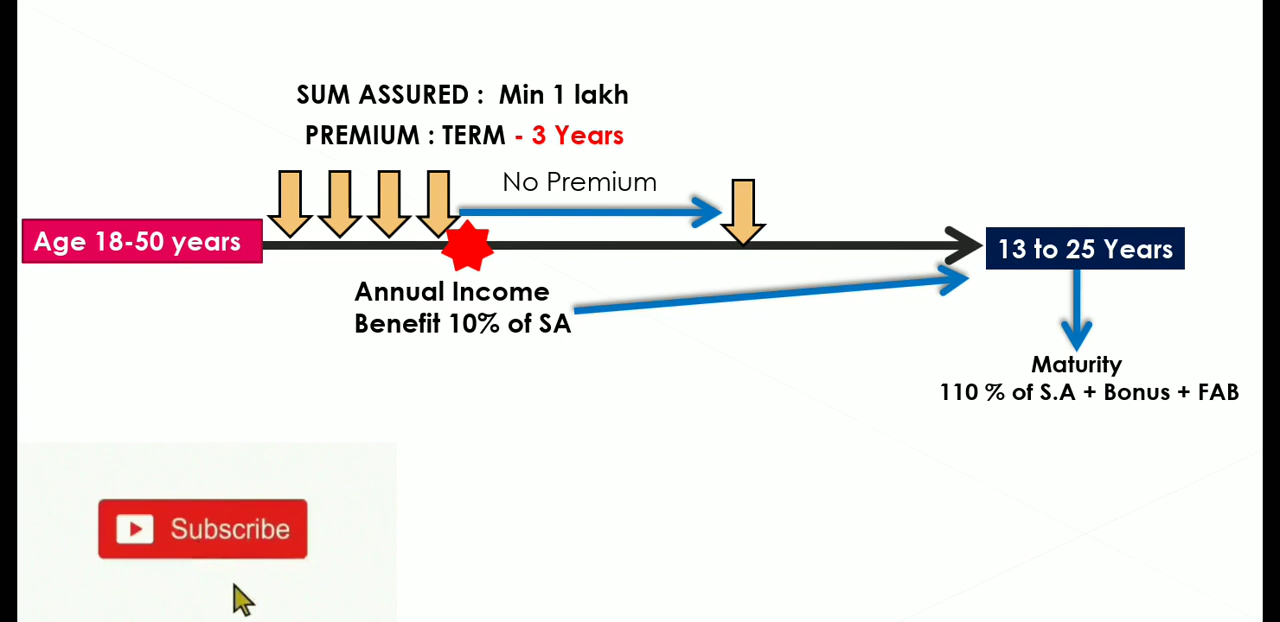 SUM ASSURED : Min 1 lakh
PREMIUM : TERM - 3 Years
No Premium
Age 18-50 years
13 to 25 Years
Annual Income
Benefit 10% of SA
Maturity
110 % of S.A + Bonus + FAB
Subscribe